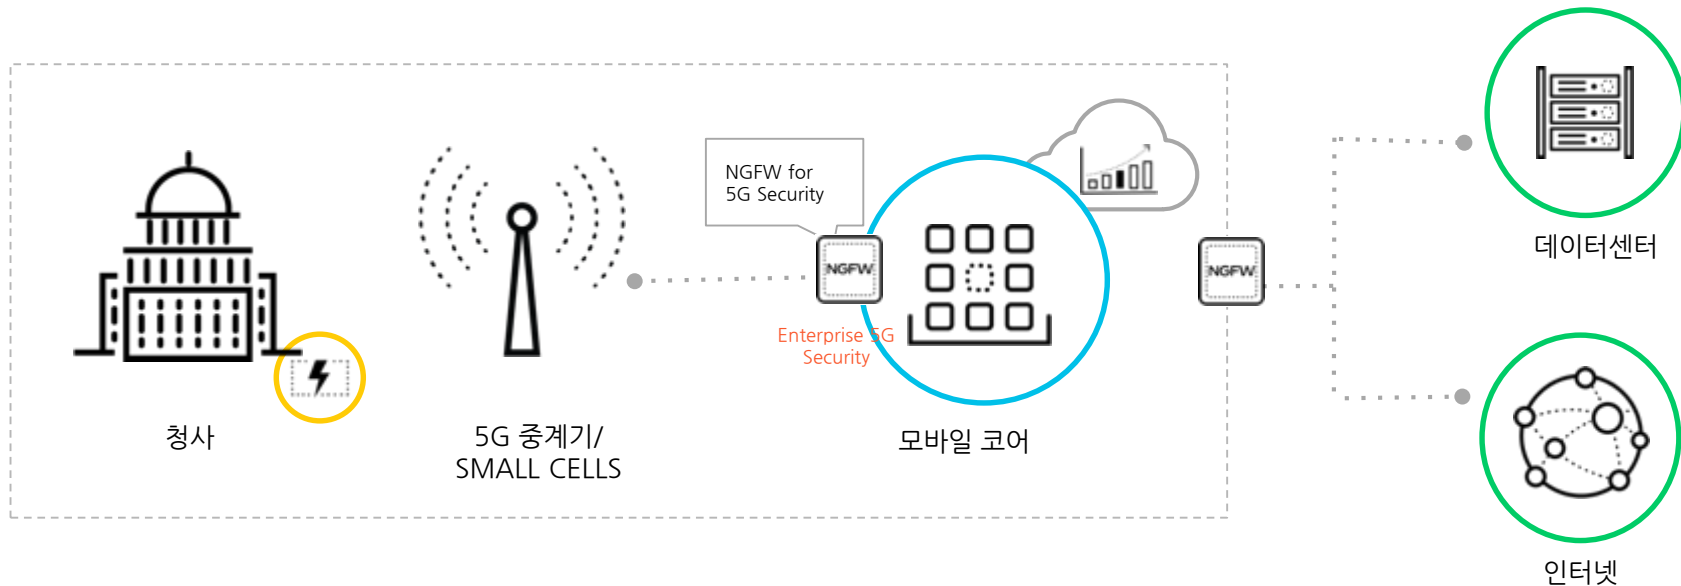 NGFW for
5G Security
NGFW
Enterprise 5G
Security
NGFW
청사
5G 중계기/
SMALL CELLS
모바일 코어
데이터센터
인터넷